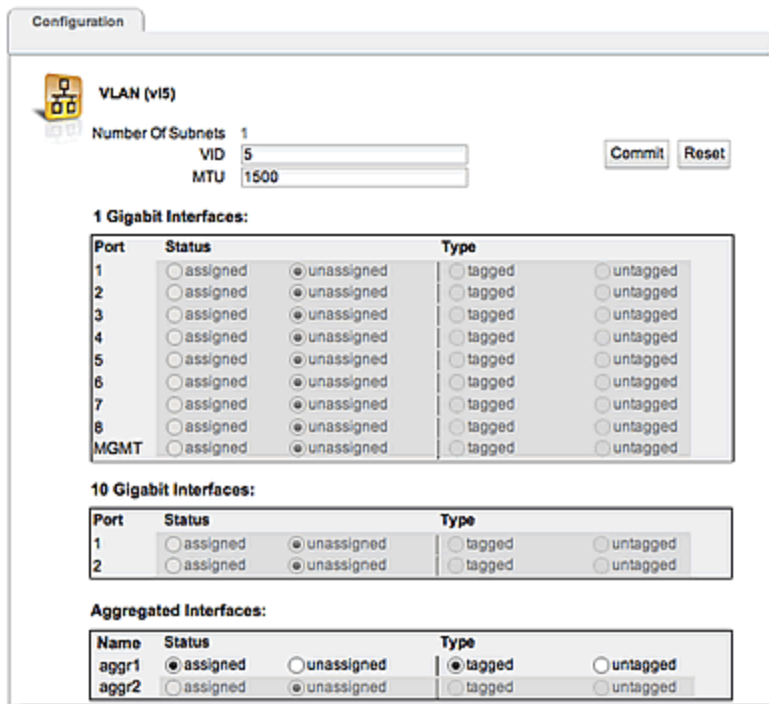 Configuration
VLAN (vl5)
Number Of Subnets 1
VID 5
MTU 1500
Commit Reset
1 Gigabit Interfaces:
Port Status Type
1 assigned unassigned tagged untagged
2 assigned unassigned tagged untagged
3 assigned unassigned tagged untagged
4 assigned unassigned tagged untagged
5 assigned unassigned tagged untagged
6 assigned unassigned tagged untagged
7 assigned unassigned tagged untagged
8 assigned unassigned tagged untagged
MGMT assigned unassigned tagged untagged
10 Gigabit Interfaces:
Port Status Type
1 assigned unassigned tagged untagged
2 assigned unassigned tagged untagged
Aggregated Interfaces:
Name Status Type
aggr1 assigned unassigned tagged untagged
aggr2 assigned unassigned tagged untagged